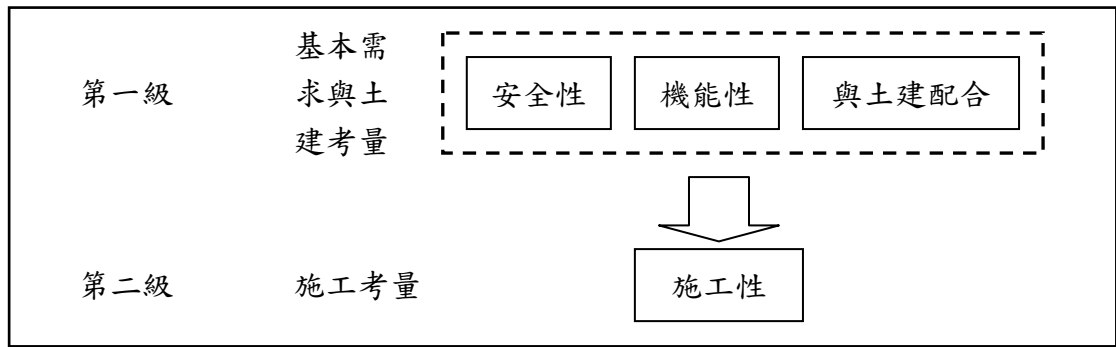 第一級
基本需
求與土
建考量
安全性
機能性
與土建配合
第二級
施工考量
施工性